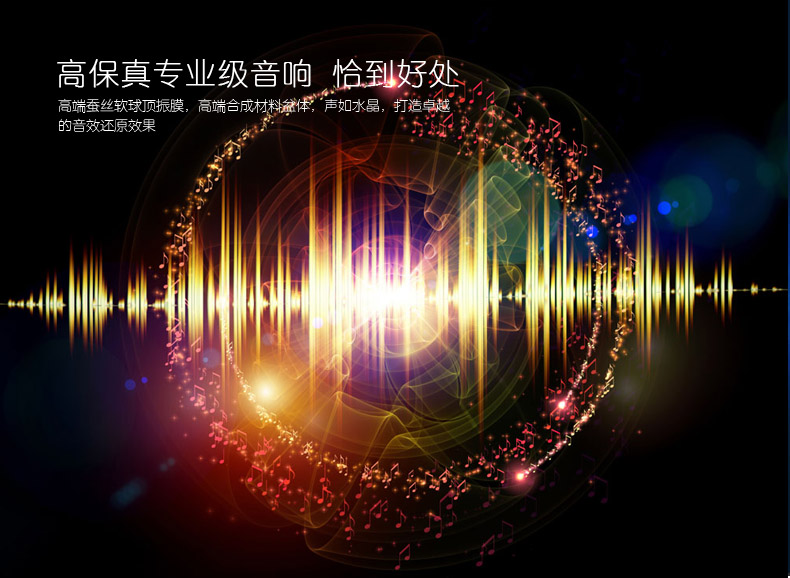 高保真专业级音响 恰到好处
高端蚕丝软球顶振膜，高端合成材料盆体，声如水晶，打造卓越
的音效还原效果